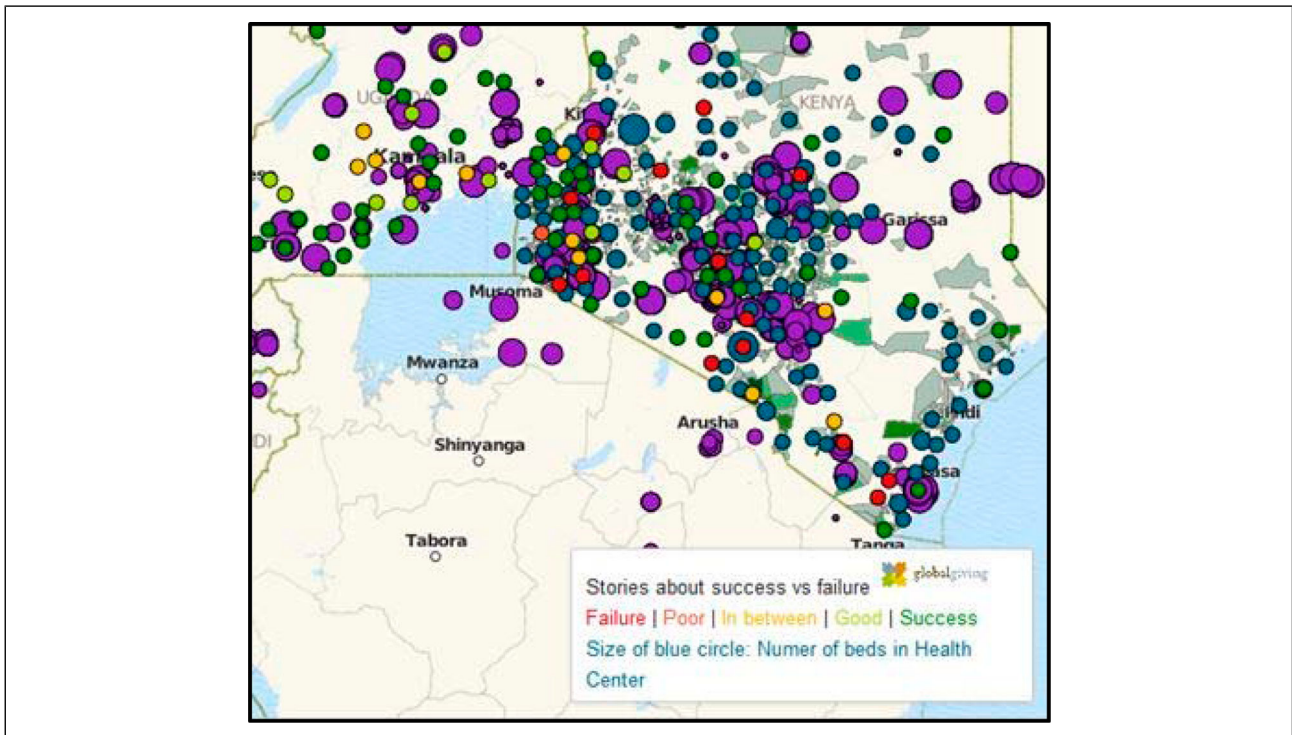 KENYA
Kampala
Garissa
Musoma
Mwanza
Arusha
Shinyanga
Tabora
Tanga
globalgiving
Stories about success vs failure
Failure | Poor | In between | Good | Success
Size of blue circle: Numer of beds in Health
Center